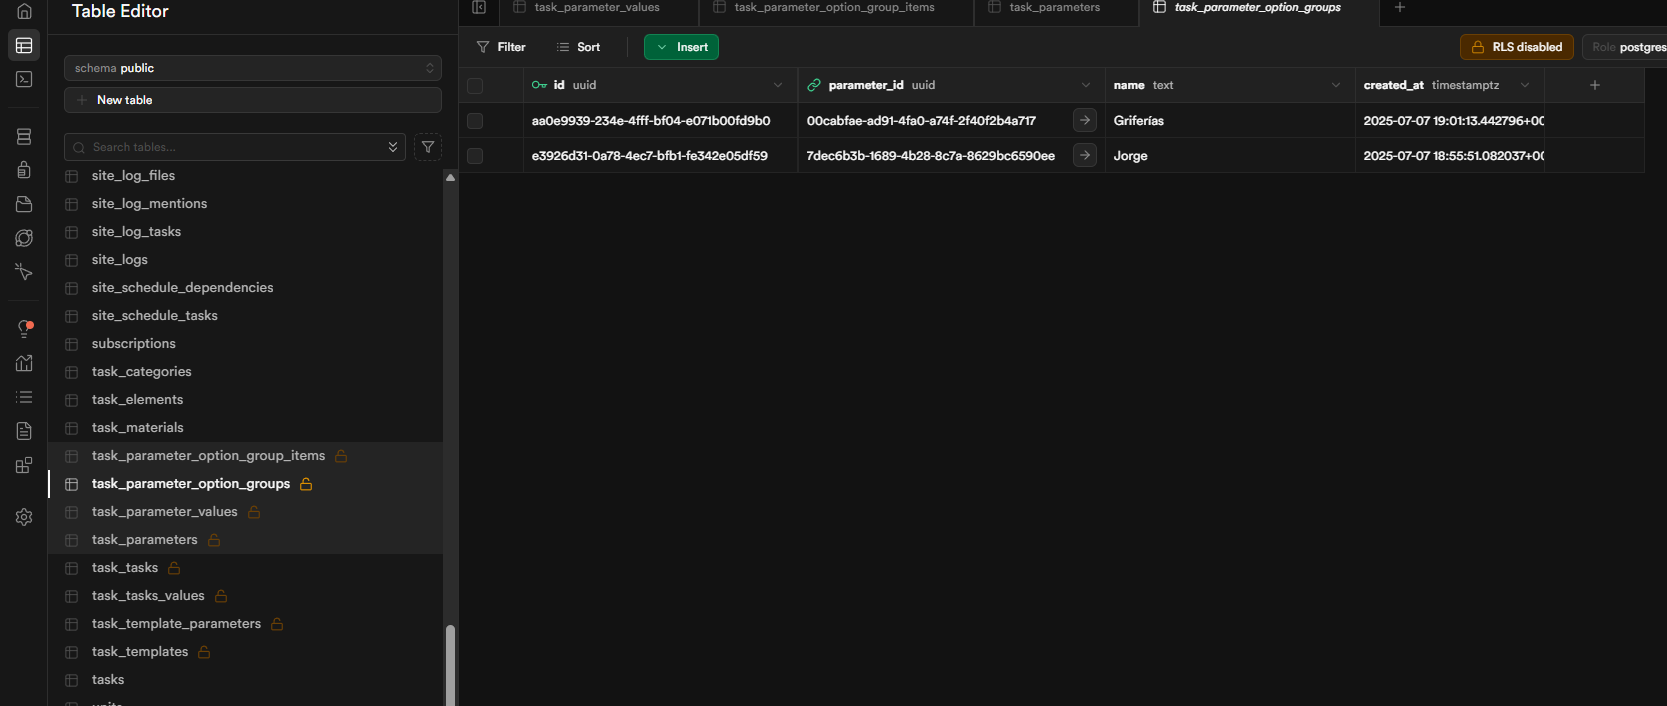 Table Editor
schema public
New table
Search tables...
site_log_files
site_log_mentions
site_log_tasks
site_logs
site_schedule_dependencies
site_schedule_tasks
subscriptions
task_categories
task_elements
task_materials
task_parameter_option_group_items
task_parameter_option_groups
task_parameter_values
task_parameters
task_tasks
task_tasks_values
task_template_parameters
task_templates
tasks
task_parameter_values task_parameter_option_group_items task_parameters task_parameter_option_groups
Filter Sort Insert RLS disabled Role postgres
id uuid parameter_id uuid name text created_at timestamptz
aa0e9939-234e-4fff-bf04-e071b00fd9b0 00cabfae-ad91-4fa0-a74f-2f40f2b4a717 Griferías 2025-07-07 19:01:13.442796+00
e3926d31-0a78-4ec7-bfb1-fe342e05df59 7dec6b3b-1689-4b28-8c7a-8629bc6590ee Jorge 2025-07-07 18:55:51.082037+00